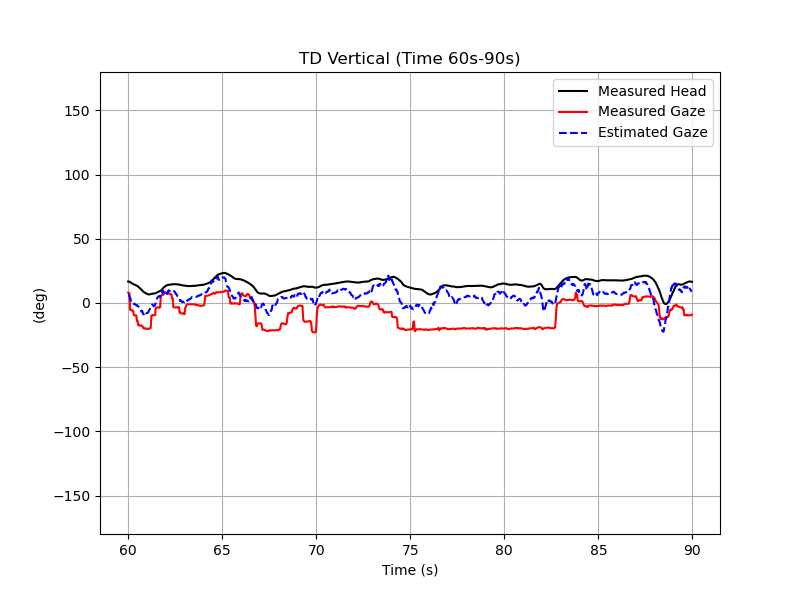 TD Vertical (Time 60s-90s)
Measured Head
Measured Gaze
Estimated Gaze
150
100
50
0
−50
−100
−150
(deg)
60 65 70 75 80 85 90
Time (s)